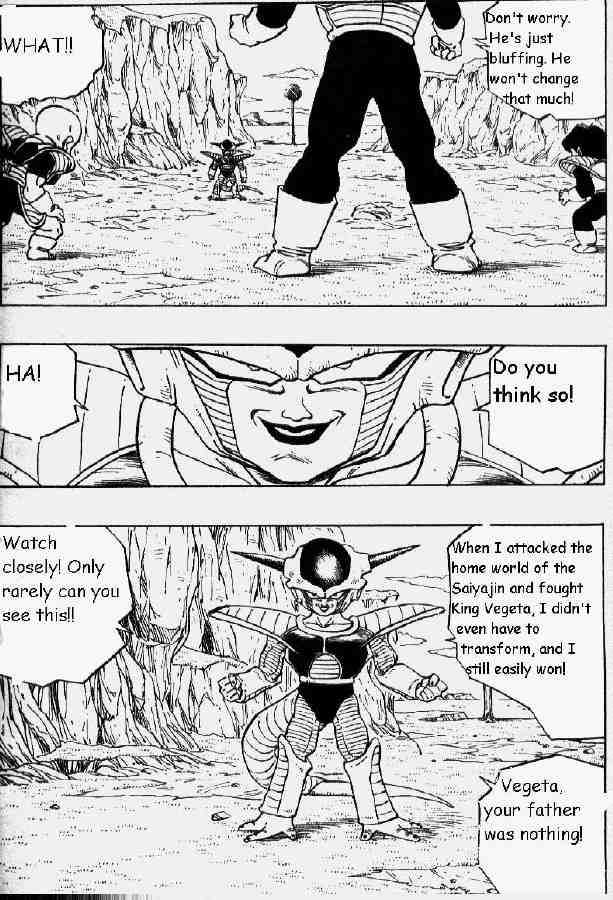 WHAT!!
Don't worry.
He's just
bluffing. He
won't change
that much!
HA!
Do you
think so!
Watch
closely! Only
rarely can you
see this!!
When I attacked the
home world of the
Saiyajin and fought
King Vegeta, I didn't
even have to
transform, and I
still easily won!
Vegeta,
your father
was nothing!